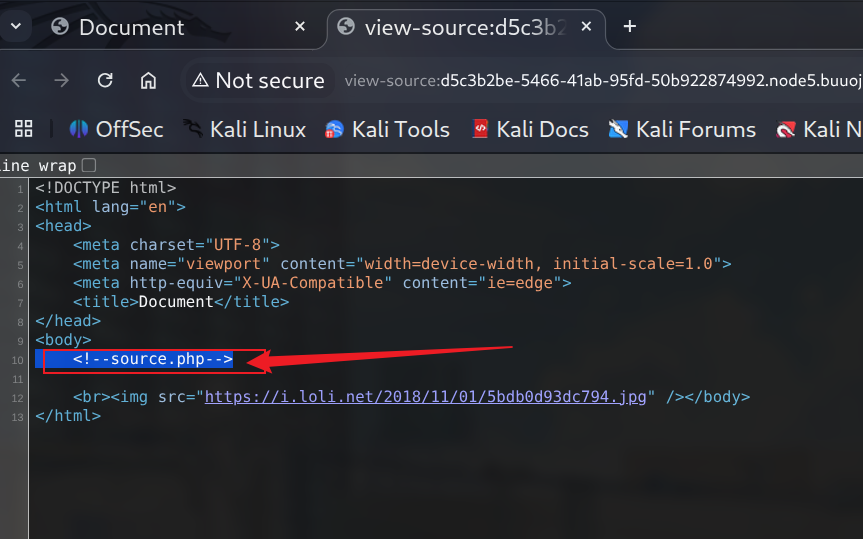 Document
view-source:d5c3b2
Not secure
view-source:d5c3b2be-5466-41ab-95fd-50b922874992.node5.buuoj
OffSec
Kali Linux
Kali Tools
Kali Docs
Kali Forums
Kali N
ine wrap
1 <!DOCTYPE html>
2 <html lang="en">
3 <head>
4 <meta charset="UTF-8">
5 <meta name="viewport" content="width=device-width, initial-scale=1.0">
6 <meta http-equiv="X-UA-Compatible" content="ie=edge">
7 <title>Document</title>
8 </head>
9 <body>
10 <!--source.php-->
11
12 <br><img src="https://i.loli.net/2018/11/01/5bdb0d93dc794.jpg" /></body>
13 </html>